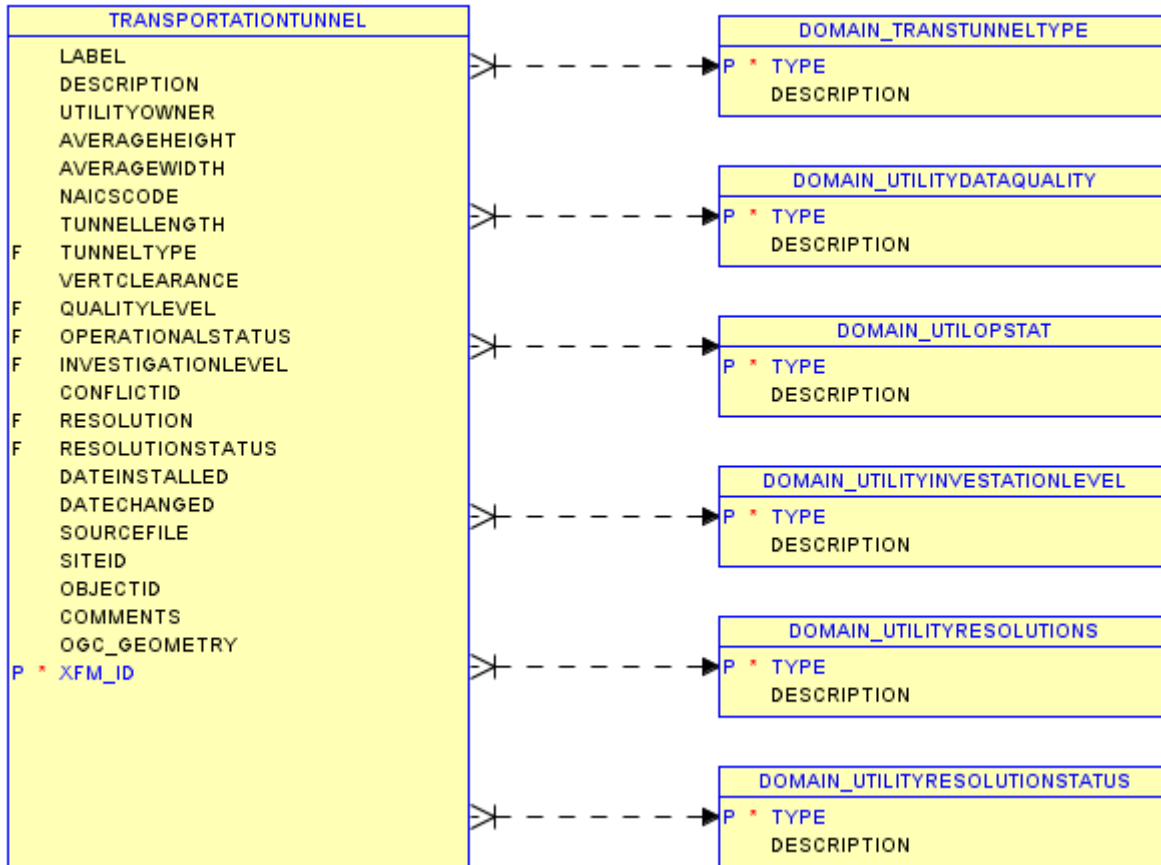 TRANSPORTATIONTUNNEL
LABEL
DESCRIPTION
UTILITYOWNER
AVERAGEHEIGHT
AVERAGEWIDTH
NAICSCODE
TUNNELLENGTH
F TUNNELTYPE
VERTCLEARANCE
F QUALITYLEVEL
F OPERATIONALSTATUS
F INVESTIGATIONLEVEL
CONFLICTID
F RESOLUTION
F RESOLUTIONSTATUS
DATEINSTALLED
DATECHANGED
SOURCEFILE
SITEID
OBJECTID
COMMENTS
OGC_GEOMETRY
P * XFM_ID
DOMAIN_TRANSTUNNELTYPE
P * TYPE
DESCRIPTION
DOMAIN_UTILITYDATAQUALITY
P * TYPE
DESCRIPTION
DOMAIN_UTILOPSTAT
P * TYPE
DESCRIPTION
DOMAIN_UTILITYINVESTATIONLEVEL
P * TYPE
DESCRIPTION
DOMAIN_UTILITYRESOLUTIONS
P * TYPE
DESCRIPTION
DOMAIN_UTILITYRESOLUTIONSTATUS
P * TYPE
DESCRIPTION